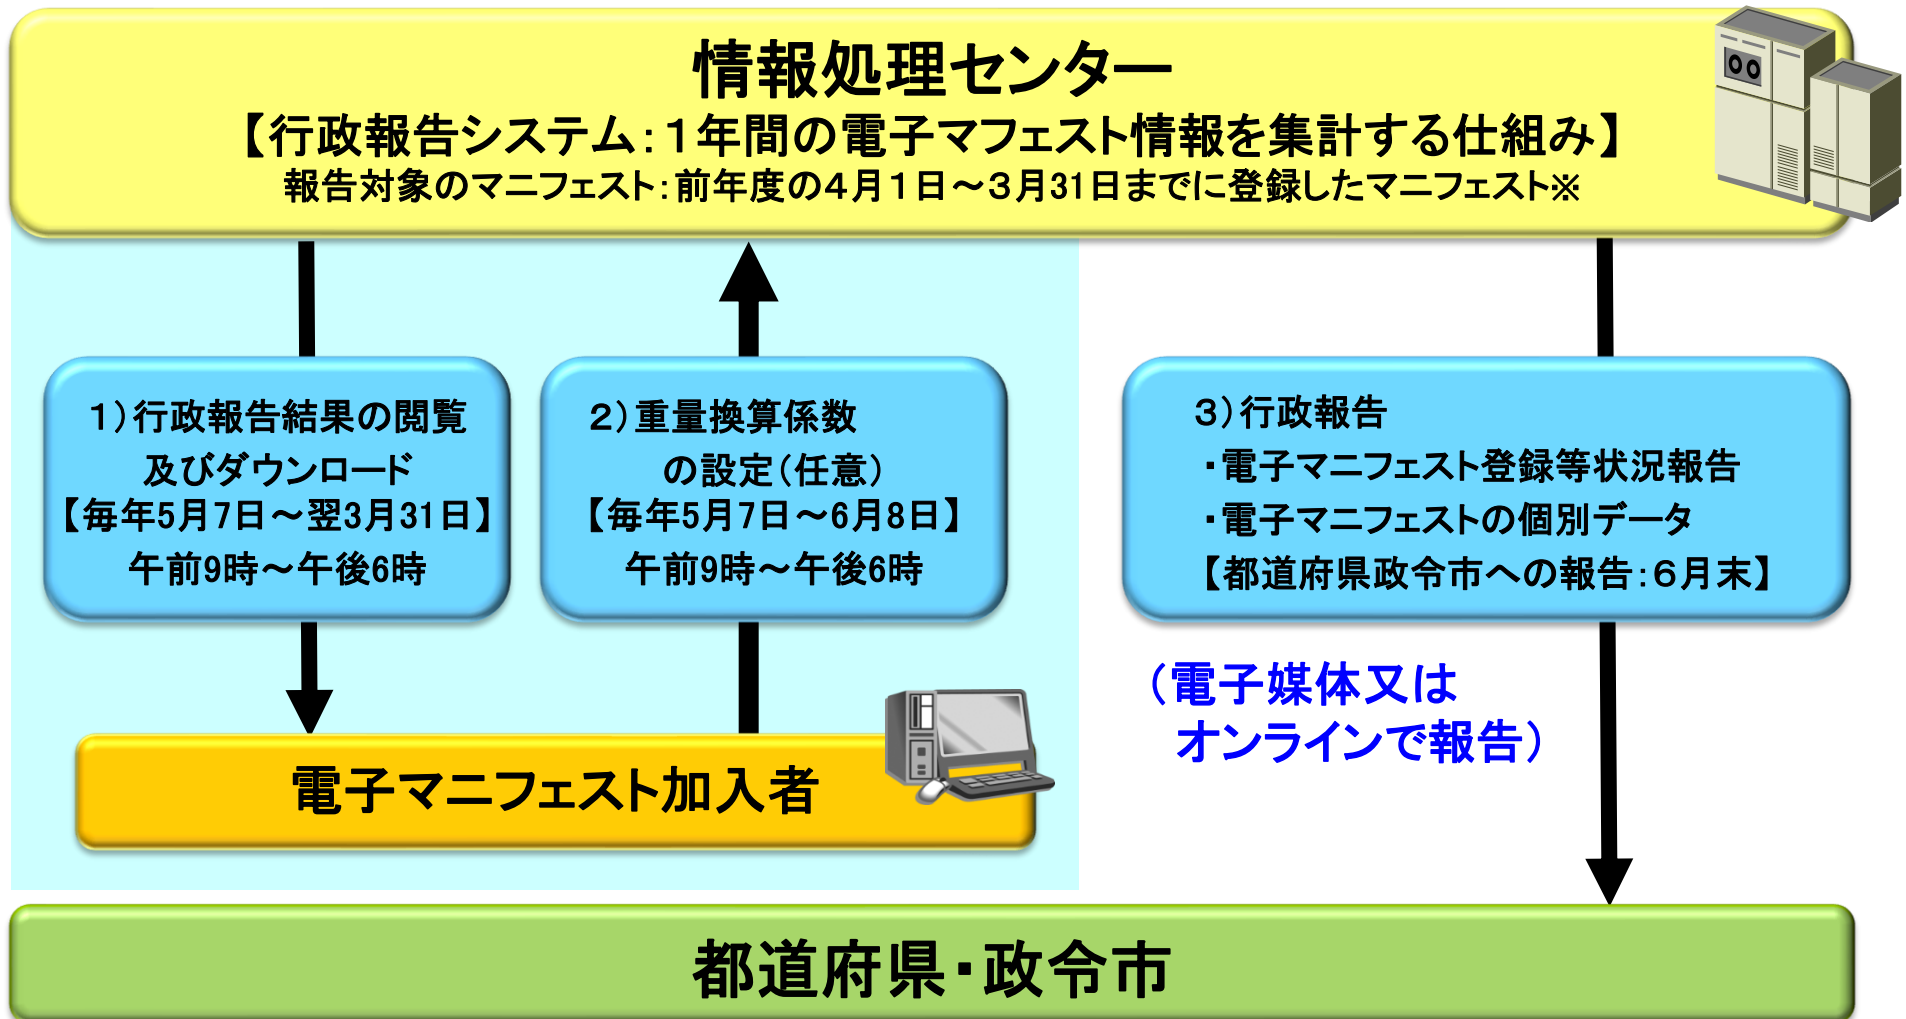 情報処理センター
【行政報告システム：１年間の電子マフェスト情報を集計する仕組み】
報告対象のマニフェスト：前年度の４月１日～３月31日までに登録したマニフェスト※
１）行政報告結果の閲覧
及びダウンロード
【毎年5月7日～翌3月31日】
午前9時～午後6時
２）重量換算係数
の設定（任意）
【毎年5月7日～6月8日】
午前9時～午後6時
３）行政報告
・電子マニフェスト登録等状況報告
・電子マニフェストの個別データ
【都道府県政令市への報告：６月末】
（電子媒体又は
オンラインで報告）
電子マニフェスト加入者
都道府県・政令市